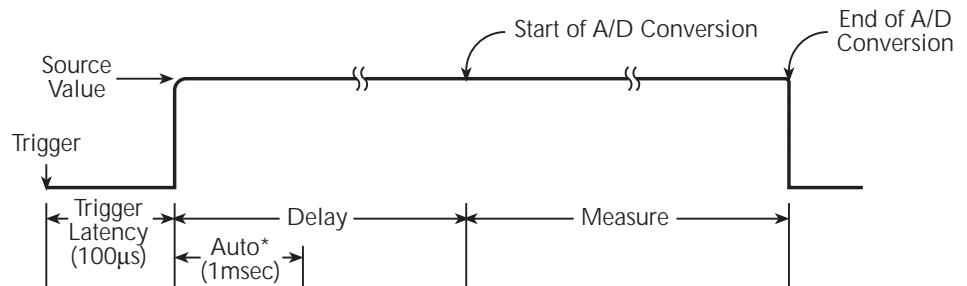 Start of A/D Conversion
End of A/D
Conversion
Source
Value
Trigger
Trigger
Latency
(100µs)
Delay
Measure
Auto*
(1msec)